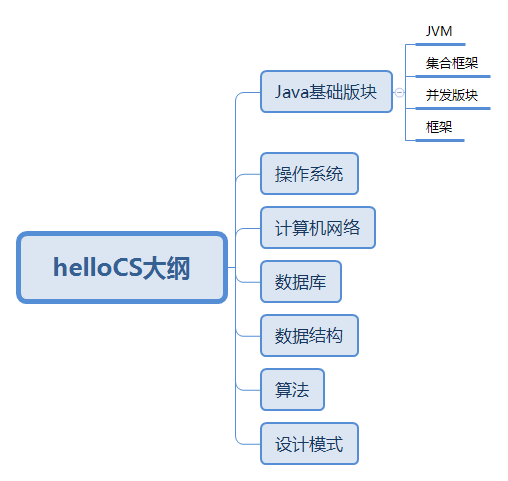 helloCS大纲
Java基础版块
JVM
集合框架
并发版块
框架
操作系统
计算机网络
数据库
数据结构
算法
设计模式